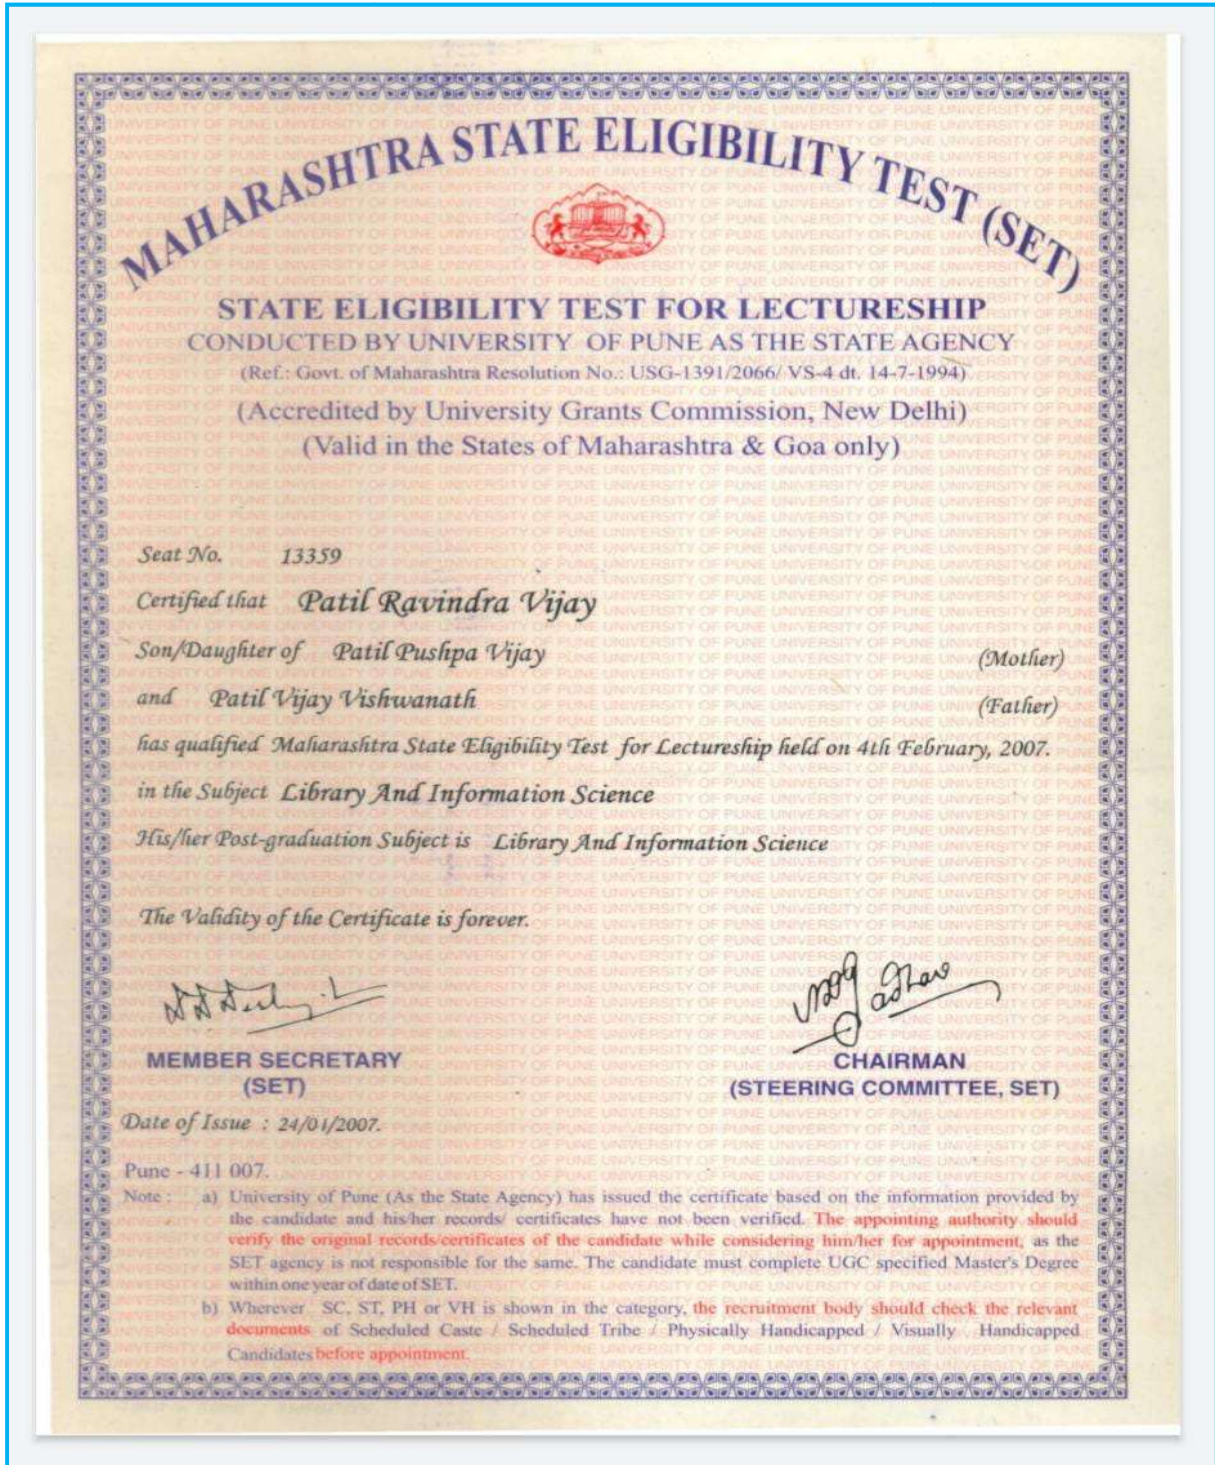 MAHARASHTRA STATE ELIGIBILITY TEST (SET)
STATE ELIGIBILITY TEST FOR LECTURESHIP
CONDUCTED BY UNIVERSITY OF PUNE AS THE STATE AGENCY
(Ref.: Govt. of Maharashtra Resolution No.: USG-1391/2066/ VS-4 dt. 14-7-1994)
(Accredited by University Grants Commission, New Delhi)
(Valid in the States of Maharashtra & Goa only)
Seat No. 13359
Certified that Patil Ravindra Vijay
Son/Daughter of Patil Pushpa Vijay (Mother)
and Patil Vijay Vishwanath (Father)
has qualified Maharashtra State Eligibility Test for Lectureship held on 4th February, 2007.
in the Subject Library And Information Science
His/her Post-graduation Subject is Library And Information Science
The Validity of the Certificate is forever.
MEMBER SECRETARY
(SET)
CHAIRMAN
(STEERING COMMITTEE, SET)
Date of Issue :
Pune - 411 007.
Note : a) University of Pune (As the State Agency) has issued the certificate based on the information provided by
the candidate and his/her records/ certificates have not been verified. The appointing authority should
verify the original records/certificates of the candidate while considering him/her for appointment, as the
SET agency is not responsible for the same. The candidate must complete UGC specified Master's Degree
within one year of date of SET.
b) Wherever SC, ST, PH or VH is shown in the category, the recruitment body should check the relevant
documents of Scheduled Caste / Scheduled Tribe / Physically Handicapped / Visually Handicapped
Candidates before appointment.